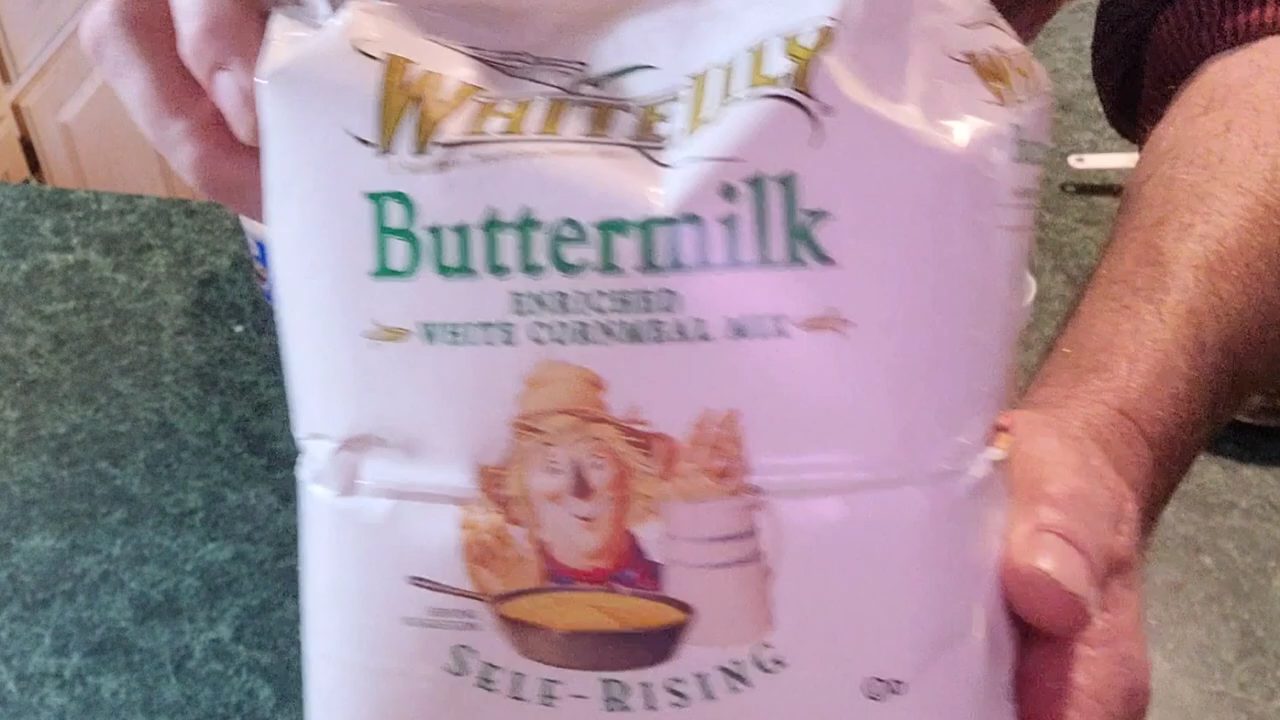 WHITE LILY
Buttermilk
ENRICHED
WHITE CORNMEAL MIX
SELF-RISING